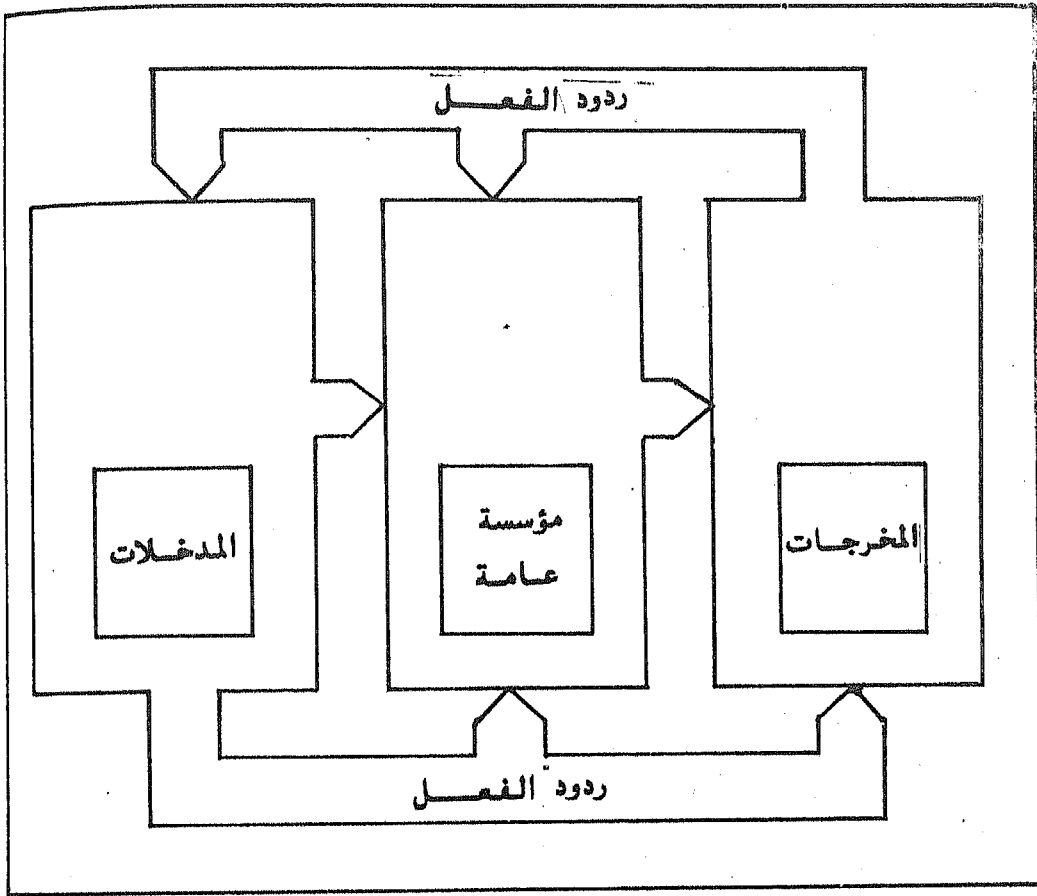 ردود الفعل
المخرجات
مؤسسة
عامة
المدخلات
ردود الفعل